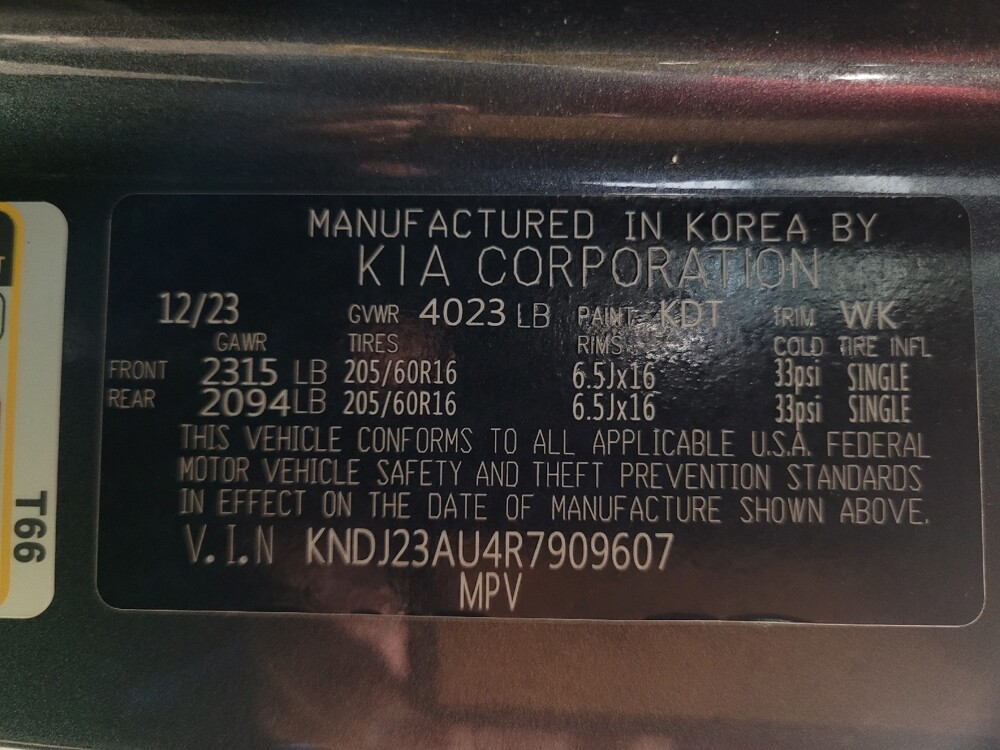 MANUFACTURED IN KOREA BY
KIA CORPORATION
12/23 GVWR 4023 LB PAINT KDT TRIM WK
GAWR TIRES RIMS COLD TIRE INFL
FRONT 2315 LB 205/60R16 6.5Jx16 33psi SINGLE
REAR 2094 LB 205/60R16 6.5Jx16 33psi SINGLE
THIS VEHICLE CONFORMS TO ALL APPLICABLE U.S.A. FEDERAL
MOTOR VEHICLE SAFETY AND THEFT PREVENTION STANDARDS
IN EFFECT ON THE DATE OF MANUFACTURE SHOWN ABOVE.
V.I.N KNDJ23AU4R7909607
MPV
T66